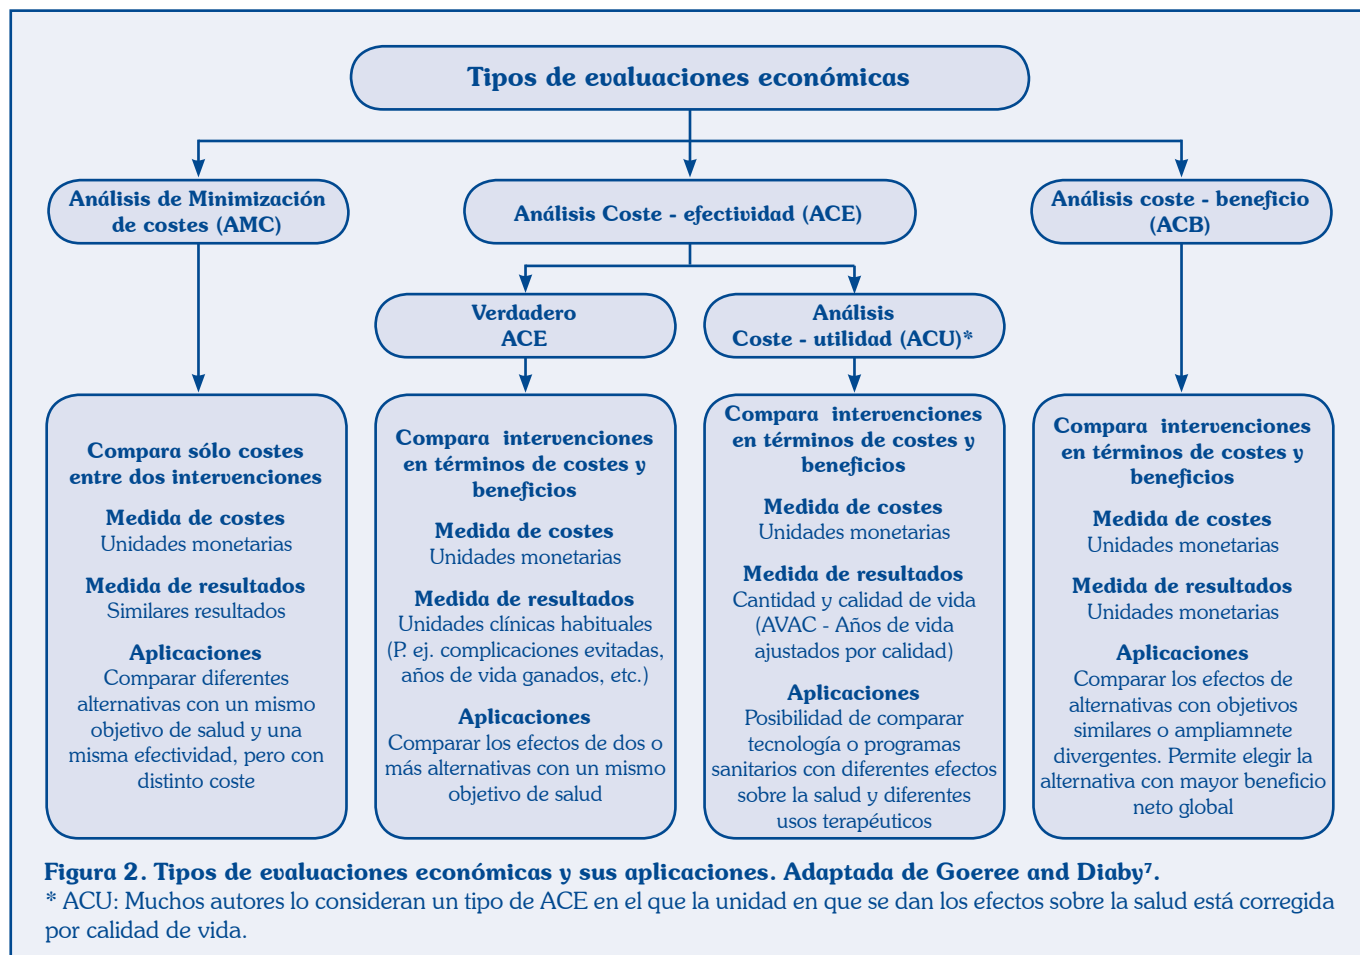 Tipos de evaluaciones económicas
Análisis de Minimización
de costes (AMC)
Análisis Coste - efectividad (ACE)
Análisis coste - beneficio
(ACB)
Verdadero
ACE
Análisis
Coste - utilidad (ACU)*
Compara sólo costes
entre dos intervenciones
Medida de costes
Unidades monetarias
Medida de resultados
Similares resultados
Aplicaciones
Comparar diferentes
alternativas con un mismo
objetivo de salud y una
misma efectividad, pero con
distinto coste
Compara intervenciones
en términos de costes y
beneficios
Medida de costes
Unidades monetarias
Medida de resultados
Unidades clínicas habituales
(P. ej. complicaciones evitadas,
años de vida ganados, etc.)
Aplicaciones
Comparar los efectos de dos o
más alternativas con un mismo
objetivo de salud
Compara intervenciones
en términos de costes y
beneficios
Medida de costes
Unidades monetarias
Medida de resultados
Cantidad y calidad de vida
(AVAC - Años de vida
ajustados por calidad)
Aplicaciones
Posibilidad de comparar
tecnología o programas
sanitarios con diferentes efectos
sobre la salud y diferentes
usos terapéuticos
Compara intervenciones
en términos de costes y
beneficios
Medida de costes
Unidades monetarias
Medida de resultados
Unidades monetarias
Aplicaciones
Comparar los efectos de
alternativas con objetivos
similares o ampliamnete
divergentes. Permite elegir la
alternativa con mayor beneficio
neto global
Figura 2. Tipos de evaluaciones económicas y sus aplicaciones. Adaptada de Goeree and Diaby⁷.
* ACU: Muchos autores lo consideran un tipo de ACE en el que la unidad en que se dan los efectos sobre la salud está corregida
por calidad de vida.